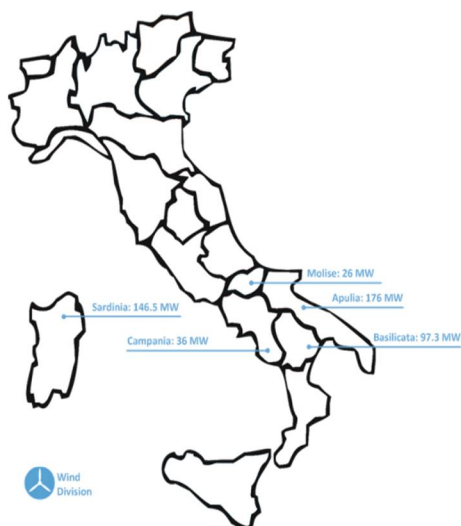 Molise: 26 MW
Apulia: 176 MW
Sardinia: 146.5 MW
Campania: 36 MW
Basilicata: 97.3 MW
Wind
Division